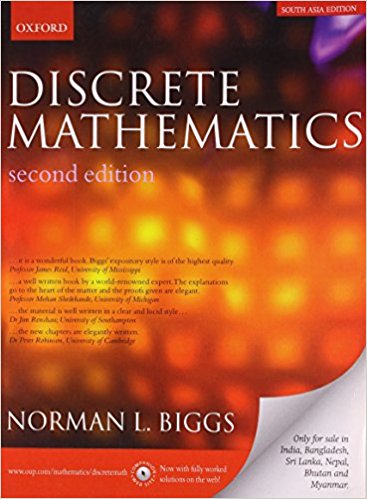 OXFORD
SOUTH ASIA EDITION
DISCRETE
MATHEMATICS
second edition
...it is a wonderful book. Biggs' expository style is of the highest quality.
Professor James Reid, University of Mississippi
...a well written book by a world-renowned expert. The explanations
go to the heart of the matter and the proofs given are elegant.
Professor Mohan Shrikhande, University of Michigan
...the material is well written in a clear and lucid style...
Dr Jim Renshaw, University of Southampton
...the new chapters are elegantly written.
Dr Peter Robinson, University of Cambridge
NORMAN L. BIGGS
www.oup.com/mathematics/discretemath
COMPANION WEB SITE
Now with fully worked
solutions on the web!
Only for sale in
India, Bangladesh,
Sri Lanka, Nepal,
Bhutan and
Myanmar.